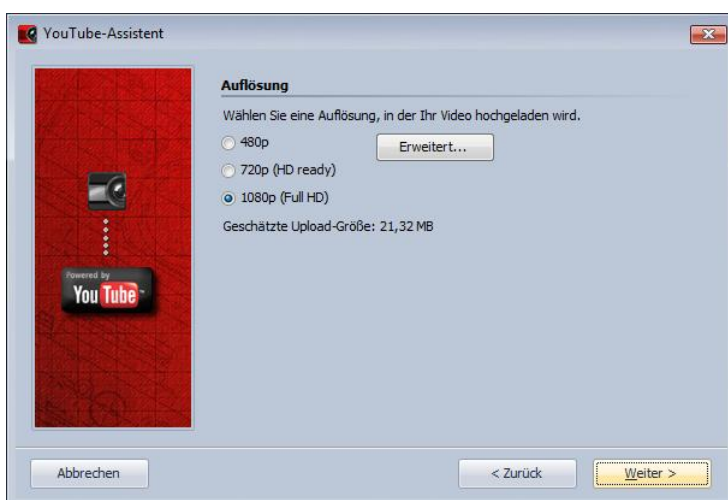 YouTube-Assistent
Auflösung
Wählen Sie eine Auflösung, in der Ihr Video hochgeladen wird.
480p
Erweitert...
720p (HD ready)
1080p (Full HD)
Geschätzte Upload-Größe: 21,32 MB
Powered by
YouTube
Abbrechen
< Zurück
Weiter >